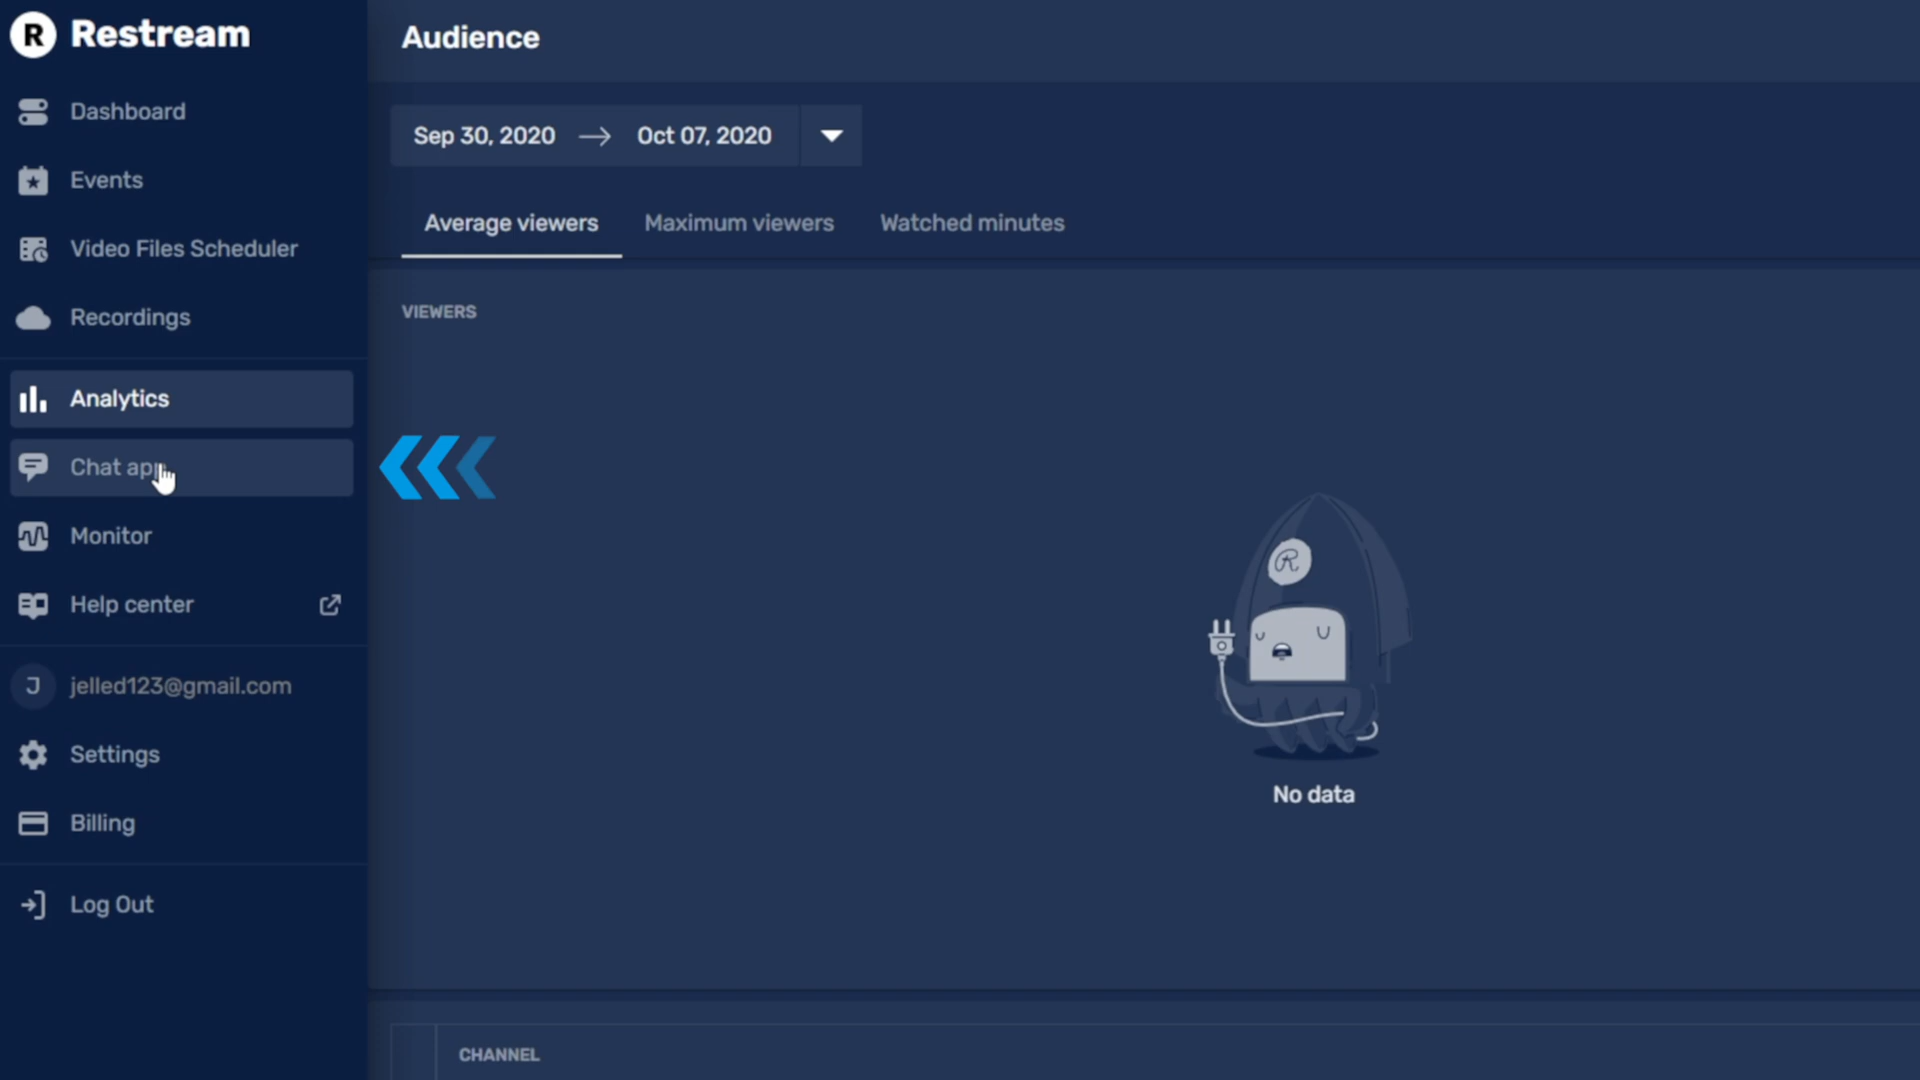 R Restream
Dashboard
Events
Video Files Scheduler
Recordings
Analytics
Chat app
Monitor
Help center
J jelled123@gmail.com
Settings
Billing
Log Out
Audience
Sep 30, 2020 → Oct 07, 2020
Average viewers Maximum viewers Watched minutes
VIEWERS
R
No data
CHANNEL